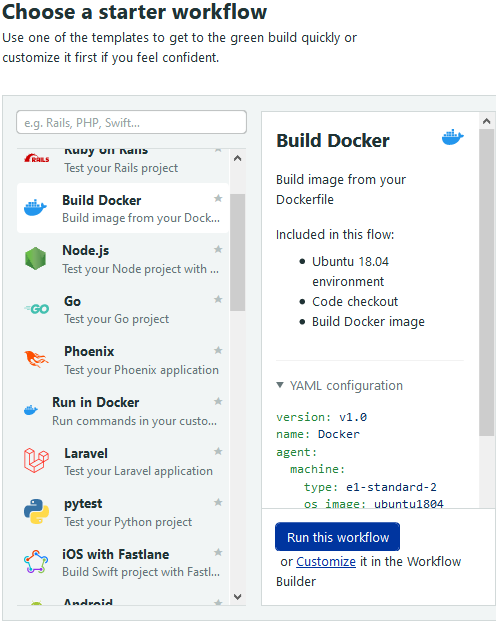 Choose a starter workflow
Use one of the templates to get to the green build quickly or
customize it first if you feel confident.
e.g. Rails, PHP, Swift...
RAILS
Ruby on Rails
Test your Rails project
Build Docker
Build image from your Dock...
Node.js
Test your Node project with ...
GO
Go
Test your Go project
Phoenix
Test your Phoenix application
Run in Docker
Run commands in your custo...
Laravel
Test your Laravel application
pytest
Test your Python project
iOS with Fastlane
Build Swift project with Fastl...
Android
Build Docker
Build image from your
Dockerfile
Included in this flow:
Ubuntu 18.04
environment
Code checkout
Build Docker image
YAML configuration
version: v1.0
name: Docker
agent:
machine:
type: e1-standard-2
os_image: ubuntu1804
Run this workflow
or Customize it in the Workflow
Builder